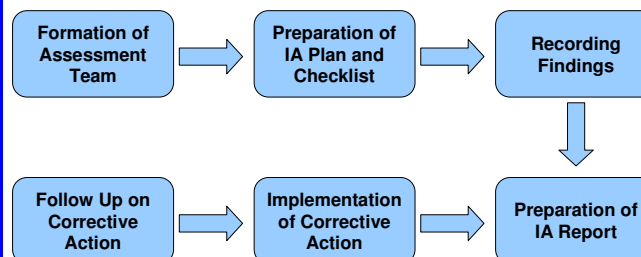 Formation of
Assessment
Team
Preparation of
IA Plan and
Checklist
Recording
Findings
Follow Up on
Corrective
Action
Implementation
of Corrective
Action
Preparation of
IA Report